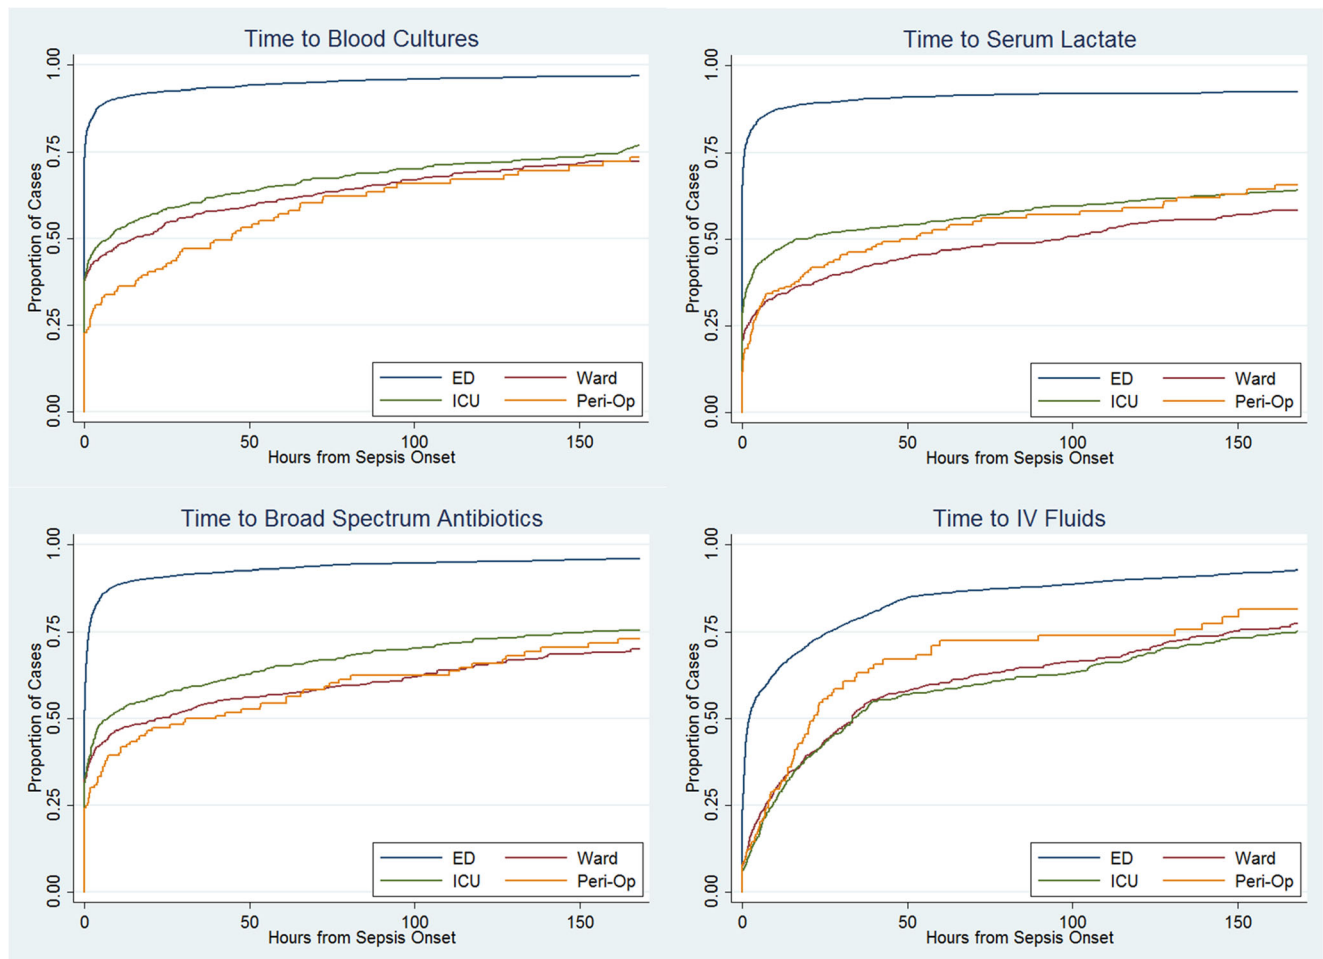 Time to Blood Cultures
Proportion of Cases
1.00
0.75
0.50
0.25
0.00
0 50 100 150
Hours from Sepsis Onset
ED Ward
ICU Peri-Op
Time to Serum Lactate
Proportion of Cases
1.00
0.75
0.50
0.25
0.00
0 50 100 150
Hours from Sepsis Onset
ED Ward
ICU Peri-Op
Time to Broad Spectrum Antibiotics
Proportion of Cases
1.00
0.75
0.50
0.25
0.00
0 50 100 150
Hours from Sepsis Onset
ED Ward
ICU Peri-Op
Time to IV Fluids
Proportion of Cases
1.00
0.75
0.50
0.25
0.00
0 50 100 150
Hours from Sepsis Onset
ED Ward
ICU Peri-Op